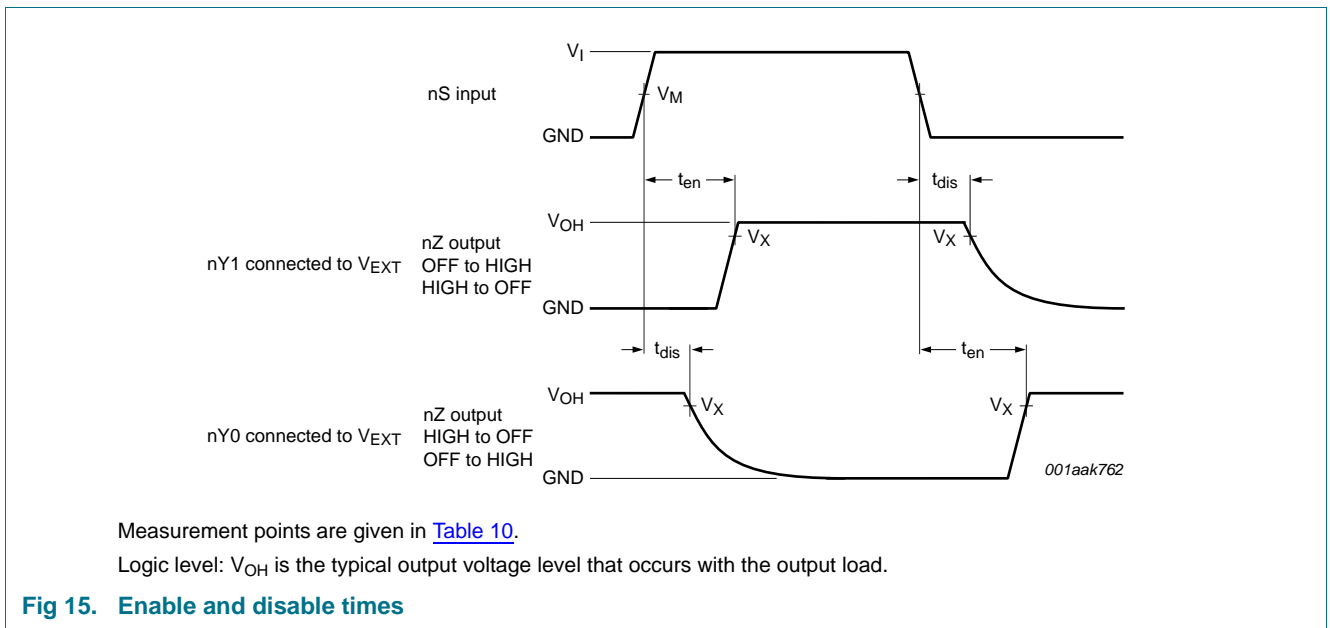 V_I
nS input
V_M
GND
t_en
t_dis
V_OH
V_X
V_X
nZ output
nY1 connected to V_EXT OFF to HIGH
HIGH to OFF
GND
t_dis
t_en
V_OH
V_X
V_X
nZ output
nY0 connected to V_EXT HIGH to OFF
OFF to HIGH
GND
001aak762
Measurement points are given in Table 10.
Logic level: V_OH is the typical output voltage level that occurs with the output load.
Fig 15. Enable and disable times